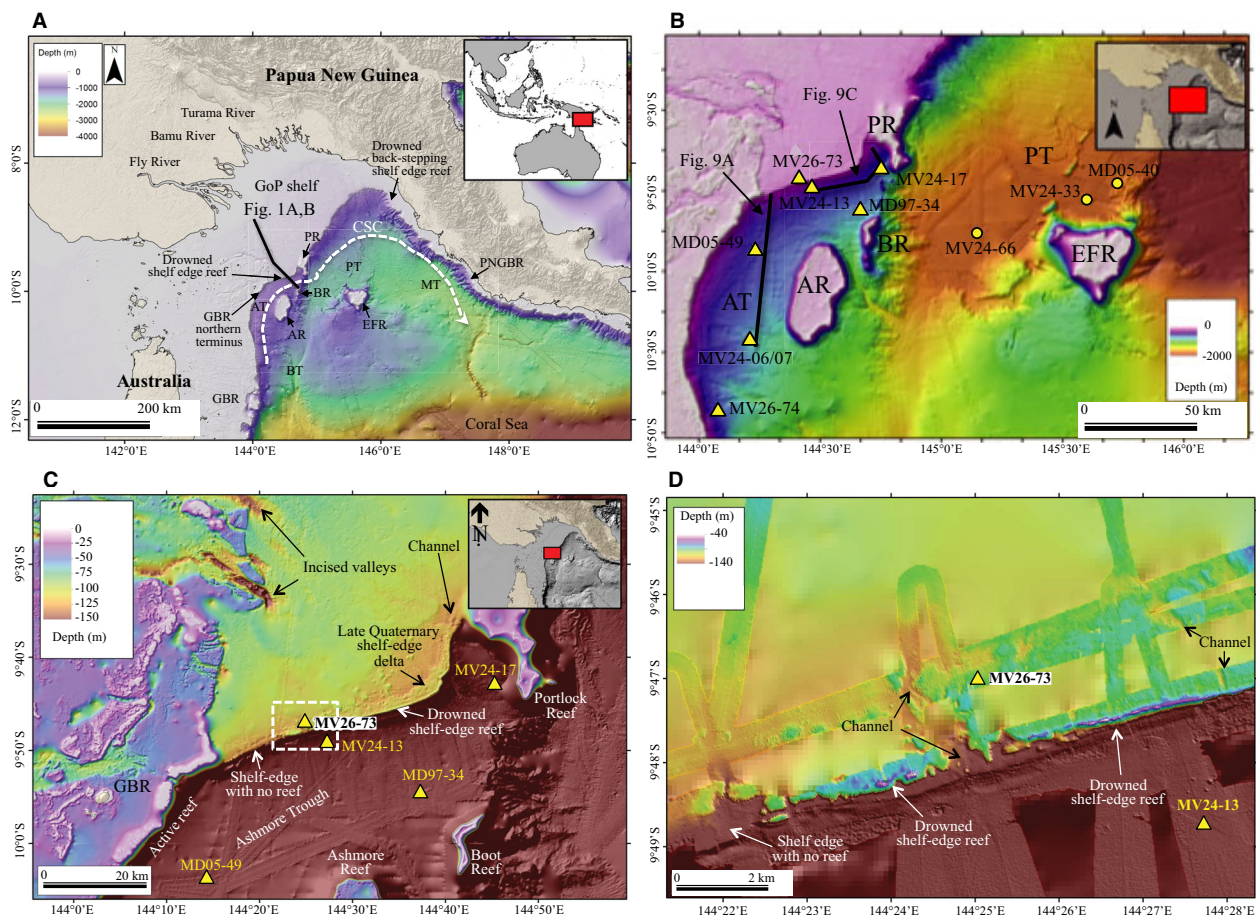 A
Depth (m)
0
-1000
-2000
-3000
-4000
N
Papua New Guinea
Turama River
Bamu River
Fly River
8°0'S
10°0'S
12°0'S
GoP shelf
Fig. 1A,B
Drowned
back-stepping
shelf edge reef
CSC
PR
Drowned
shelf edge reef
PT
PNGBR
MT
AT
BR
GBR
northern
terminus
AR
EFR
BT
Australia
GBR
0
200 km
Coral Sea
142°0'E
144°0'E
146°0'E
148°0'E
B
9°30'S
9°50'S
10°10'S
10°30'S
10°50'S
Fig. 9C
Fig. 9A
PR
MV26-73
MV24-17
MV24-13
MD97-34
PT
MD05-40
MV24-33
MD05-49
BR
MV24-66
EFR
AT
AR
MV24-06/07
MV26-74
N
0
-2000
Depth (m)
0
50 km
144°0'E
144°30'E
145°0'E
145°30'E
146°0'E
C
0
-25
-50
-75
-100
-125
-150
Depth (m)
9°30'S
9°40'S
9°50'S
10°0'S
Incised valleys
Channel
N
Late Quaternary
shelf-edge
delta
MV24-17
Portlock
Reef
MV26-73
Drowned
shelf-edge reef
MV24-13
GBR
Shelf-edge
with no reef
MD97-34
Active reef
Ashmore Trough
Boot
Reef
Ashmore
Reef
MD05-49
0
20 km
144°0'E
144°10'E
144°20'E
144°30'E
144°40'E
144°50'E
D
Depth (m)
-40
-140
9°45'S
9°46'S
9°47'S
9°48'S
9°49'S
Channel
MV26-73
Channel
Drowned
shelf-edge reef
MV24-13
Drowned
shelf-edge reef
Shelf edge
with no reef
0
2 km
144°22'E
144°23'E
144°24'E
144°25'E
144°26'E
144°27'E
144°28'E